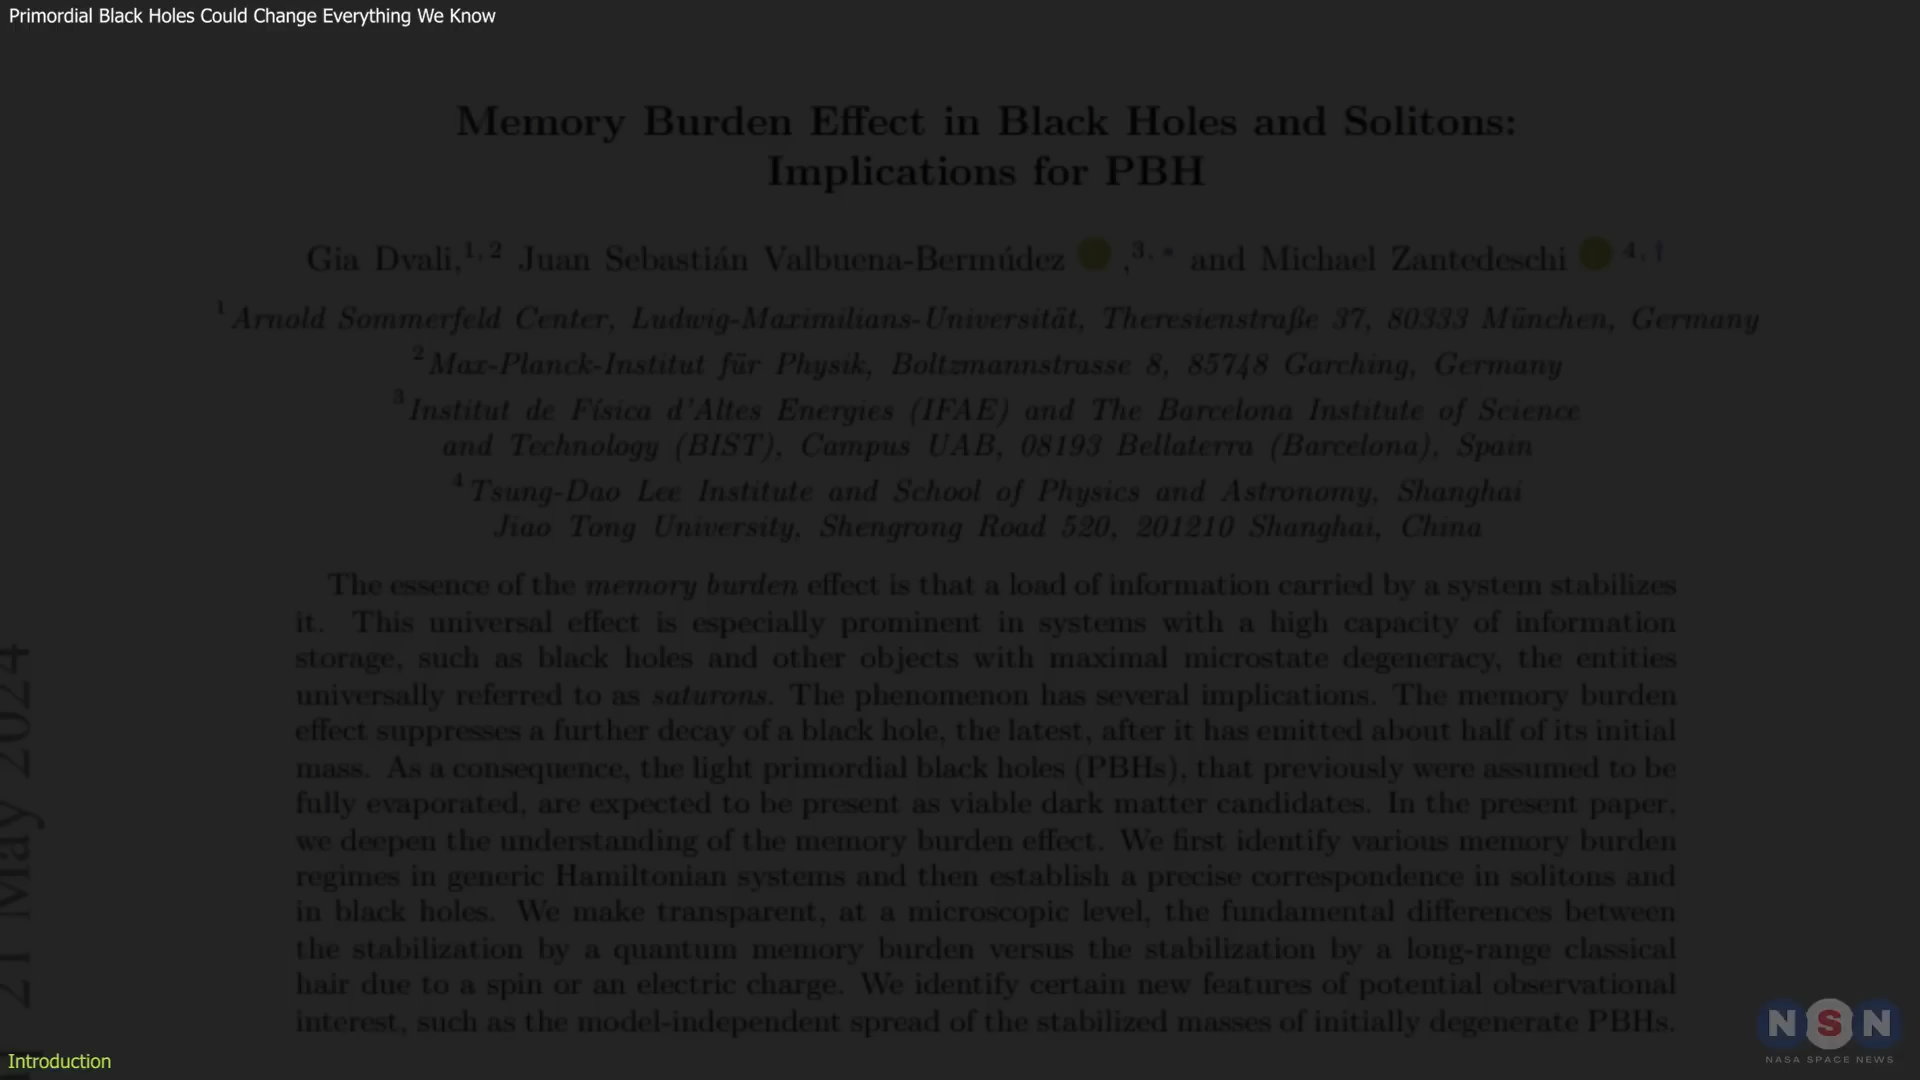 Primordial Black Holes Could Change Everything We Know
Memory Burden Effect in Black Holes and Solitons:
Implications for PBH
Gia Dvali,1, 2 Juan Sebastián Valbuena-Bermúdez ,3, * and Michael Zantedeschi 4, †
1 Arnold Sommerfeld Center, Ludwig-Maximilians-Universität, Theresienstraße 37, 80333 München, Germany
2 Max-Planck-Institut für Physik, Boltzmannstrasse 8, 85748 Garching, Germany
3 Institut de Física d'Altes Energies (IFAE) and The Barcelona Institute of Science
and Technology (BIST), Campus UAB, 08193 Bellaterra (Barcelona), Spain
4 Tsung-Dao Lee Institute and School of Physics and Astronomy, Shanghai
Jiao Tong University, Shengrong Road 520, 201210 Shanghai, China
The essence of the memory burden effect is that a load of information carried by a system stabilizes
it. This universal effect is especially prominent in systems with a high capacity of information
storage, such as black holes and other objects with maximal microstate degeneracy, the entities
universally referred to as saturons. The phenomenon has several implications. The memory burden
effect suppresses a further decay of a black hole, the latest, after it has emitted about half of its initial
mass. As a consequence, the light primordial black holes (PBHs), that previously were assumed to be
fully evaporated, are expected to be present as viable dark matter candidates. In the present paper,
we deepen the understanding of the memory burden effect. We first identify various memory burden
regimes in generic Hamiltonian systems and then establish a precise correspondence in solitons and
in black holes. We make transparent, at a microscopic level, the fundamental differences between
the stabilization by a quantum memory burden versus the stabilization by a long-range classical
hair due to a spin or an electric charge. We identify certain new features of potential observational
interest, such as the model-independent spread of the stabilized masses of initially degenerate PBHs.
21 May 2024
Introduction
NSN
NASA SPACE NEWS